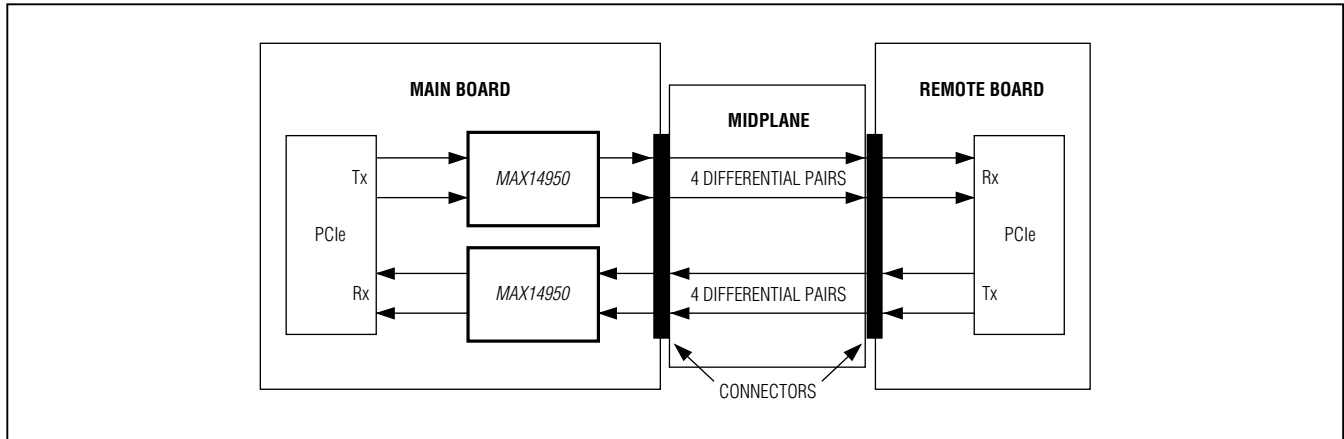 MAIN BOARD
MIDPLANE
REMOTE BOARD
Tx
MAX14950
4 DIFFERENTIAL PAIRS
Rx
PCIe
PCIe
Rx
MAX14950
4 DIFFERENTIAL PAIRS
Tx
CONNECTORS